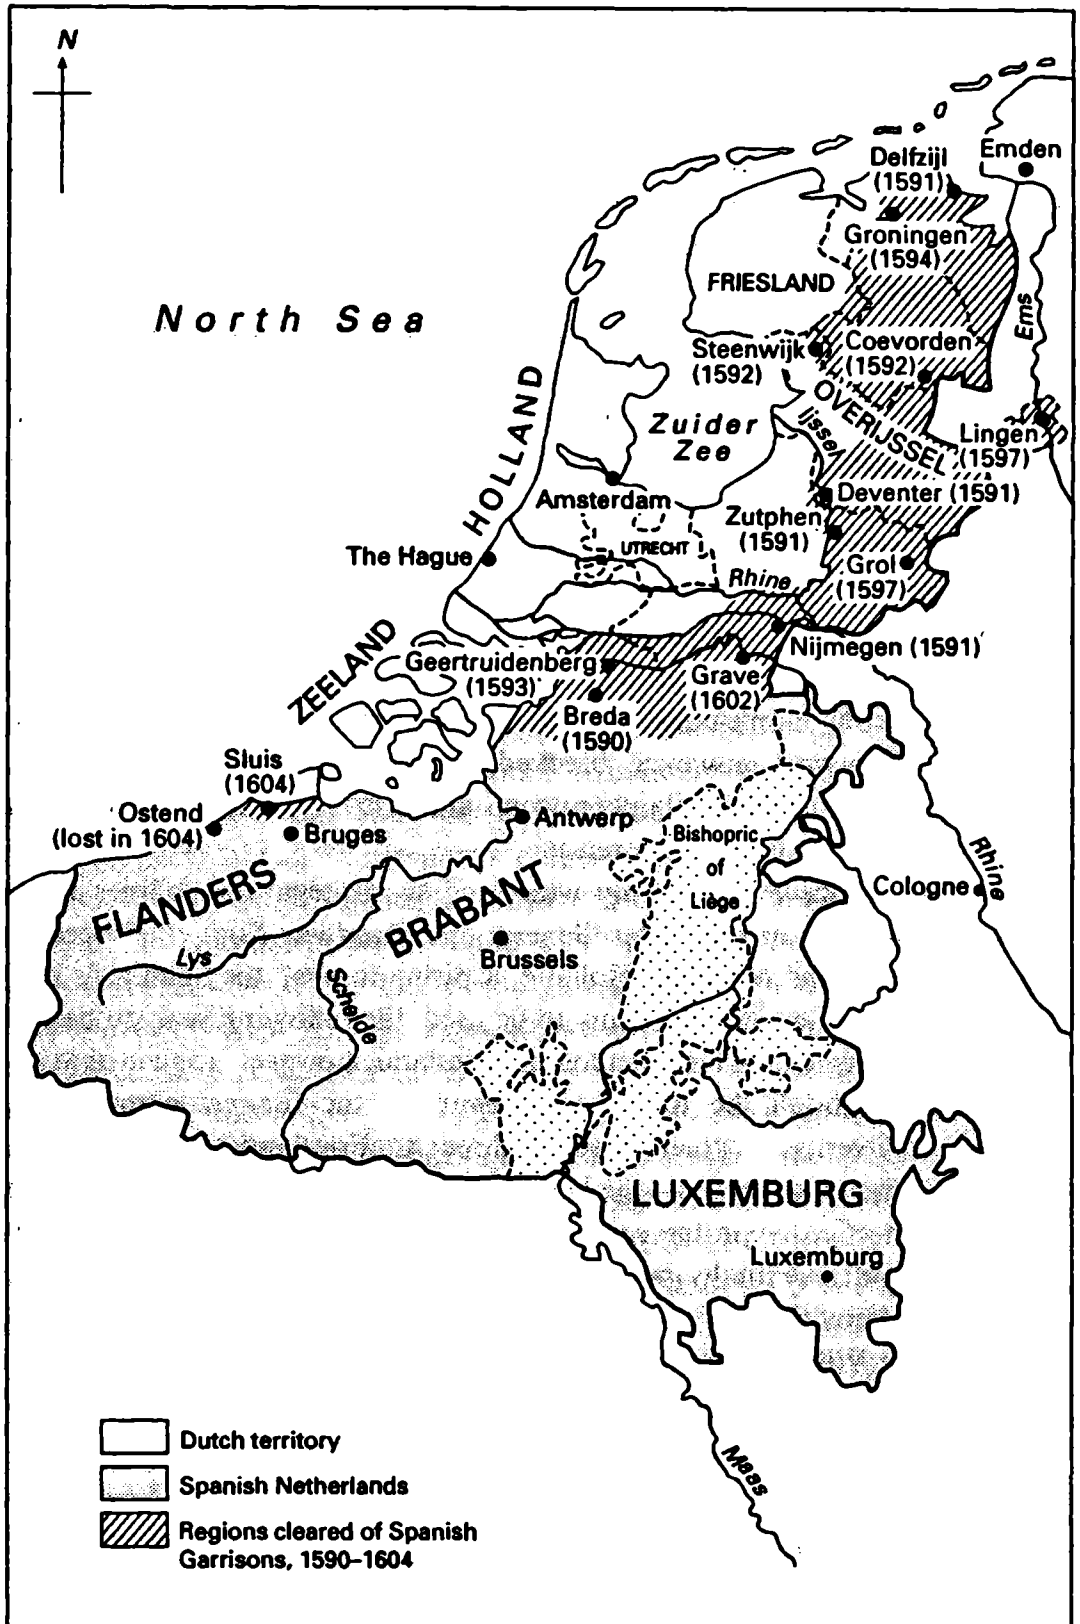 N
Emden
Delfzijl
(1591)
Groningen
(1594)
FRIESLAND
North Sea
Ems
Steenwijk
(1592)
Coevorden
(1592)
HOLLAND
OVERIJSSEL
Ijssel
Zuider
Zee
Lingen
(1597)
Amsterdam
Deventer (1591)
Zutphen
(1591)
The Hague
UTRECHT
Grol
(1597)
Rhine
ZEELAND
Nijmegen (1591)
Geertruidenberg
(1593)
Grave
(1602)
Breda
(1590)
Sluis
(1604)
Ostend
(lost in 1604)
Bruges
Antwerp
Bishopric
of
Liège
Rhine
Cologne
FLANDERS
BRABANT
Lys
Brussels
Schelde
LUXEMBURG
Luxemburg
Maas
Dutch territory
Spanish Netherlands
Regions cleared of Spanish
Garrisons, 1590–1604